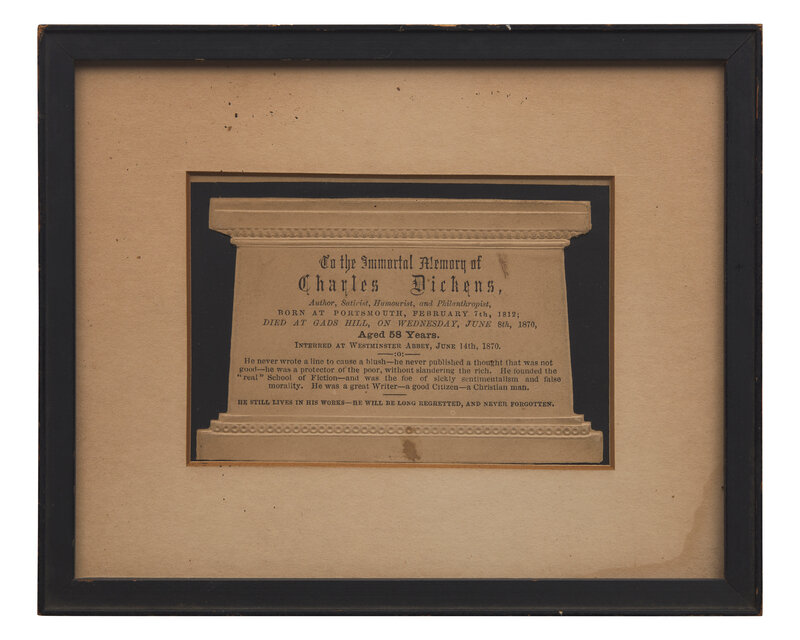 To the Immortal Memory of
Charles Dickens,
Author, Satirist, Humourist, and Philanthropist,
BORN AT PORTSMOUTH, FEBRUARY 7th, 1812;
DIED AT GADS HILL, ON WEDNESDAY, JUNE 8th, 1870,
Aged 58 Years.
INTERRED AT WESTMINSTER ABBEY, JUNE 14th, 1870.
—:o:—
He never wrote a line to cause a blush—he never published a thought that was not
good—he was a protector of the poor, without slandering the rich. He founded the
"real" School of Fiction—and was the foe of sickly sentimentalism and false
morality. He was a great Writer—a good Citizen—a Christian man.
HE STILL LIVES IN HIS WORKS—HE WILL BE LONG REGRETTED, AND NEVER FORGOTTEN.